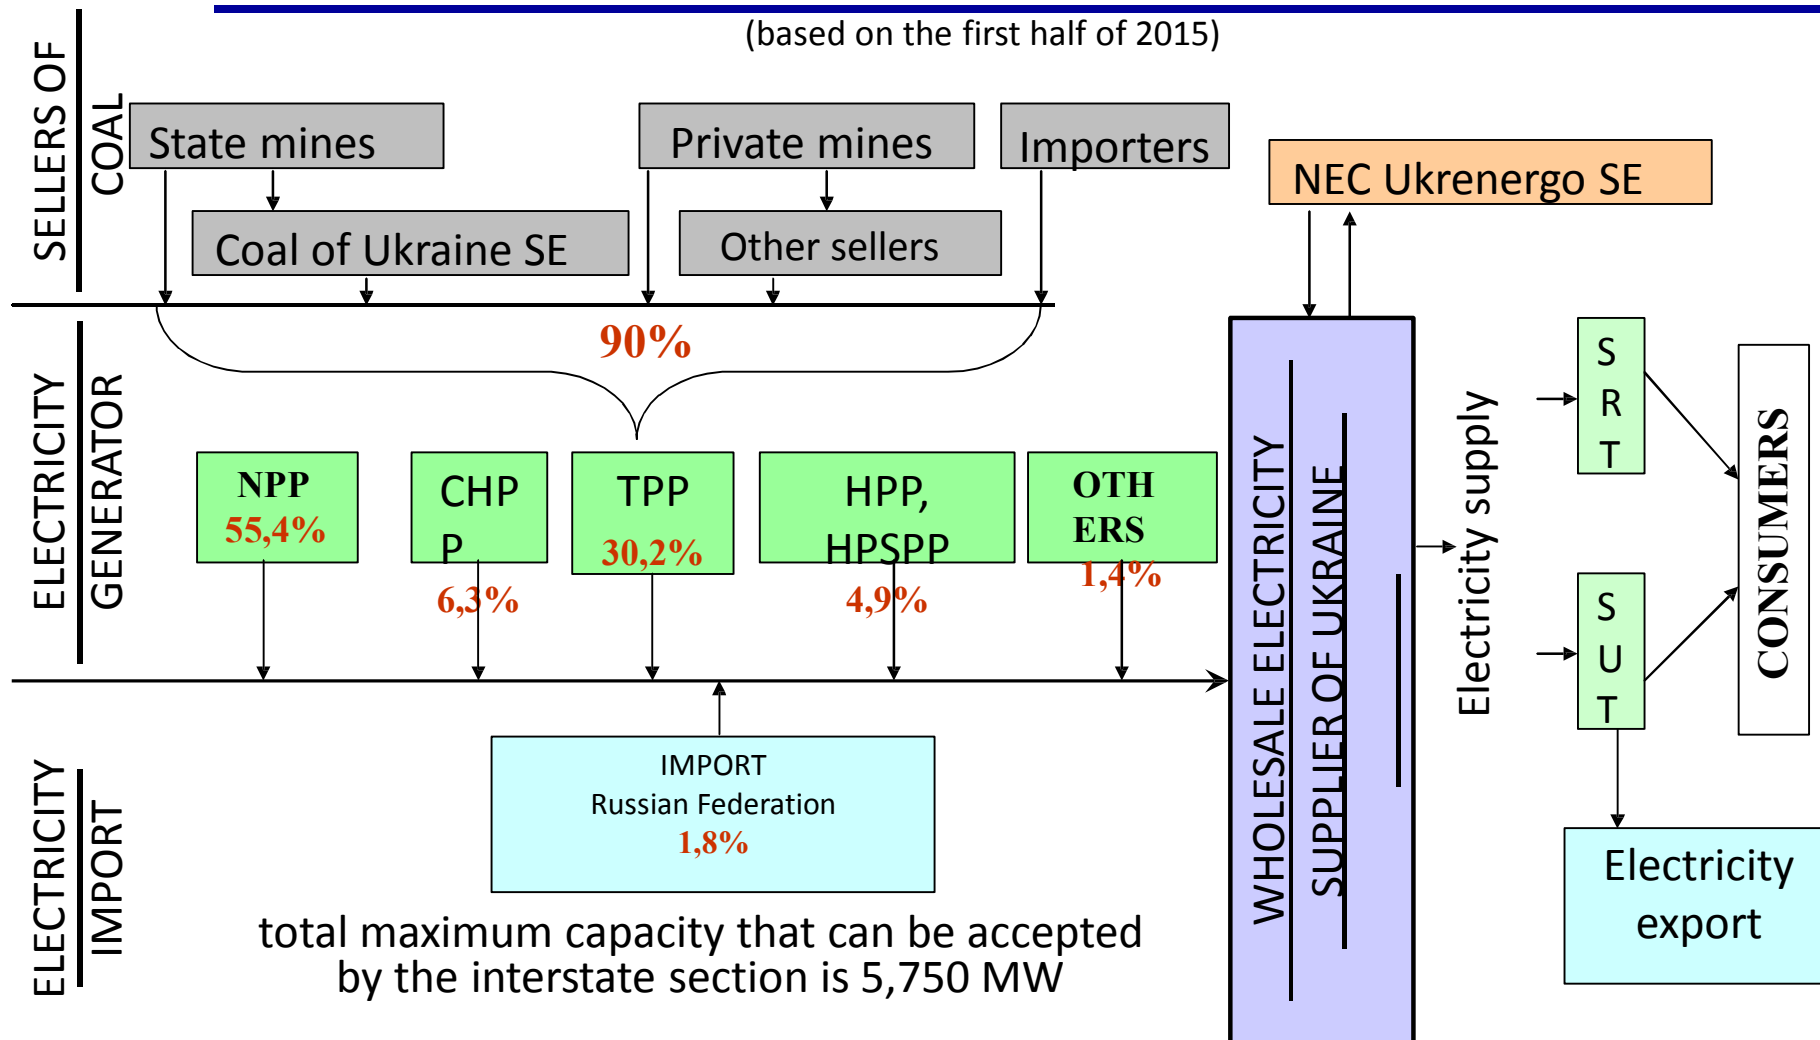 (based on the first half of 2015)
SELLERS OF
COAL
State mines
Private mines
Importers
Coal of Ukraine SE
Other sellers
NEC Ukrenergo SE
90%
ELECTRICITY
GENERATOR
NPP
55,4%
CHP
P
6,3%
TPP
30,2%
HPP,
HPSPP
4,9%
OTH
ERS
1,4%
ELECTRICITY
IMPORT
IMPORT
Russian Federation
1,8%
total maximum capacity that can be accepted
by the interstate section is 5,750 MW
WHOLESALE ELECTRICITY
SUPPLIER OF UKRAINE
Electricity supply
S
R
T
S
U
T
CONSUMERS
Electricity
export